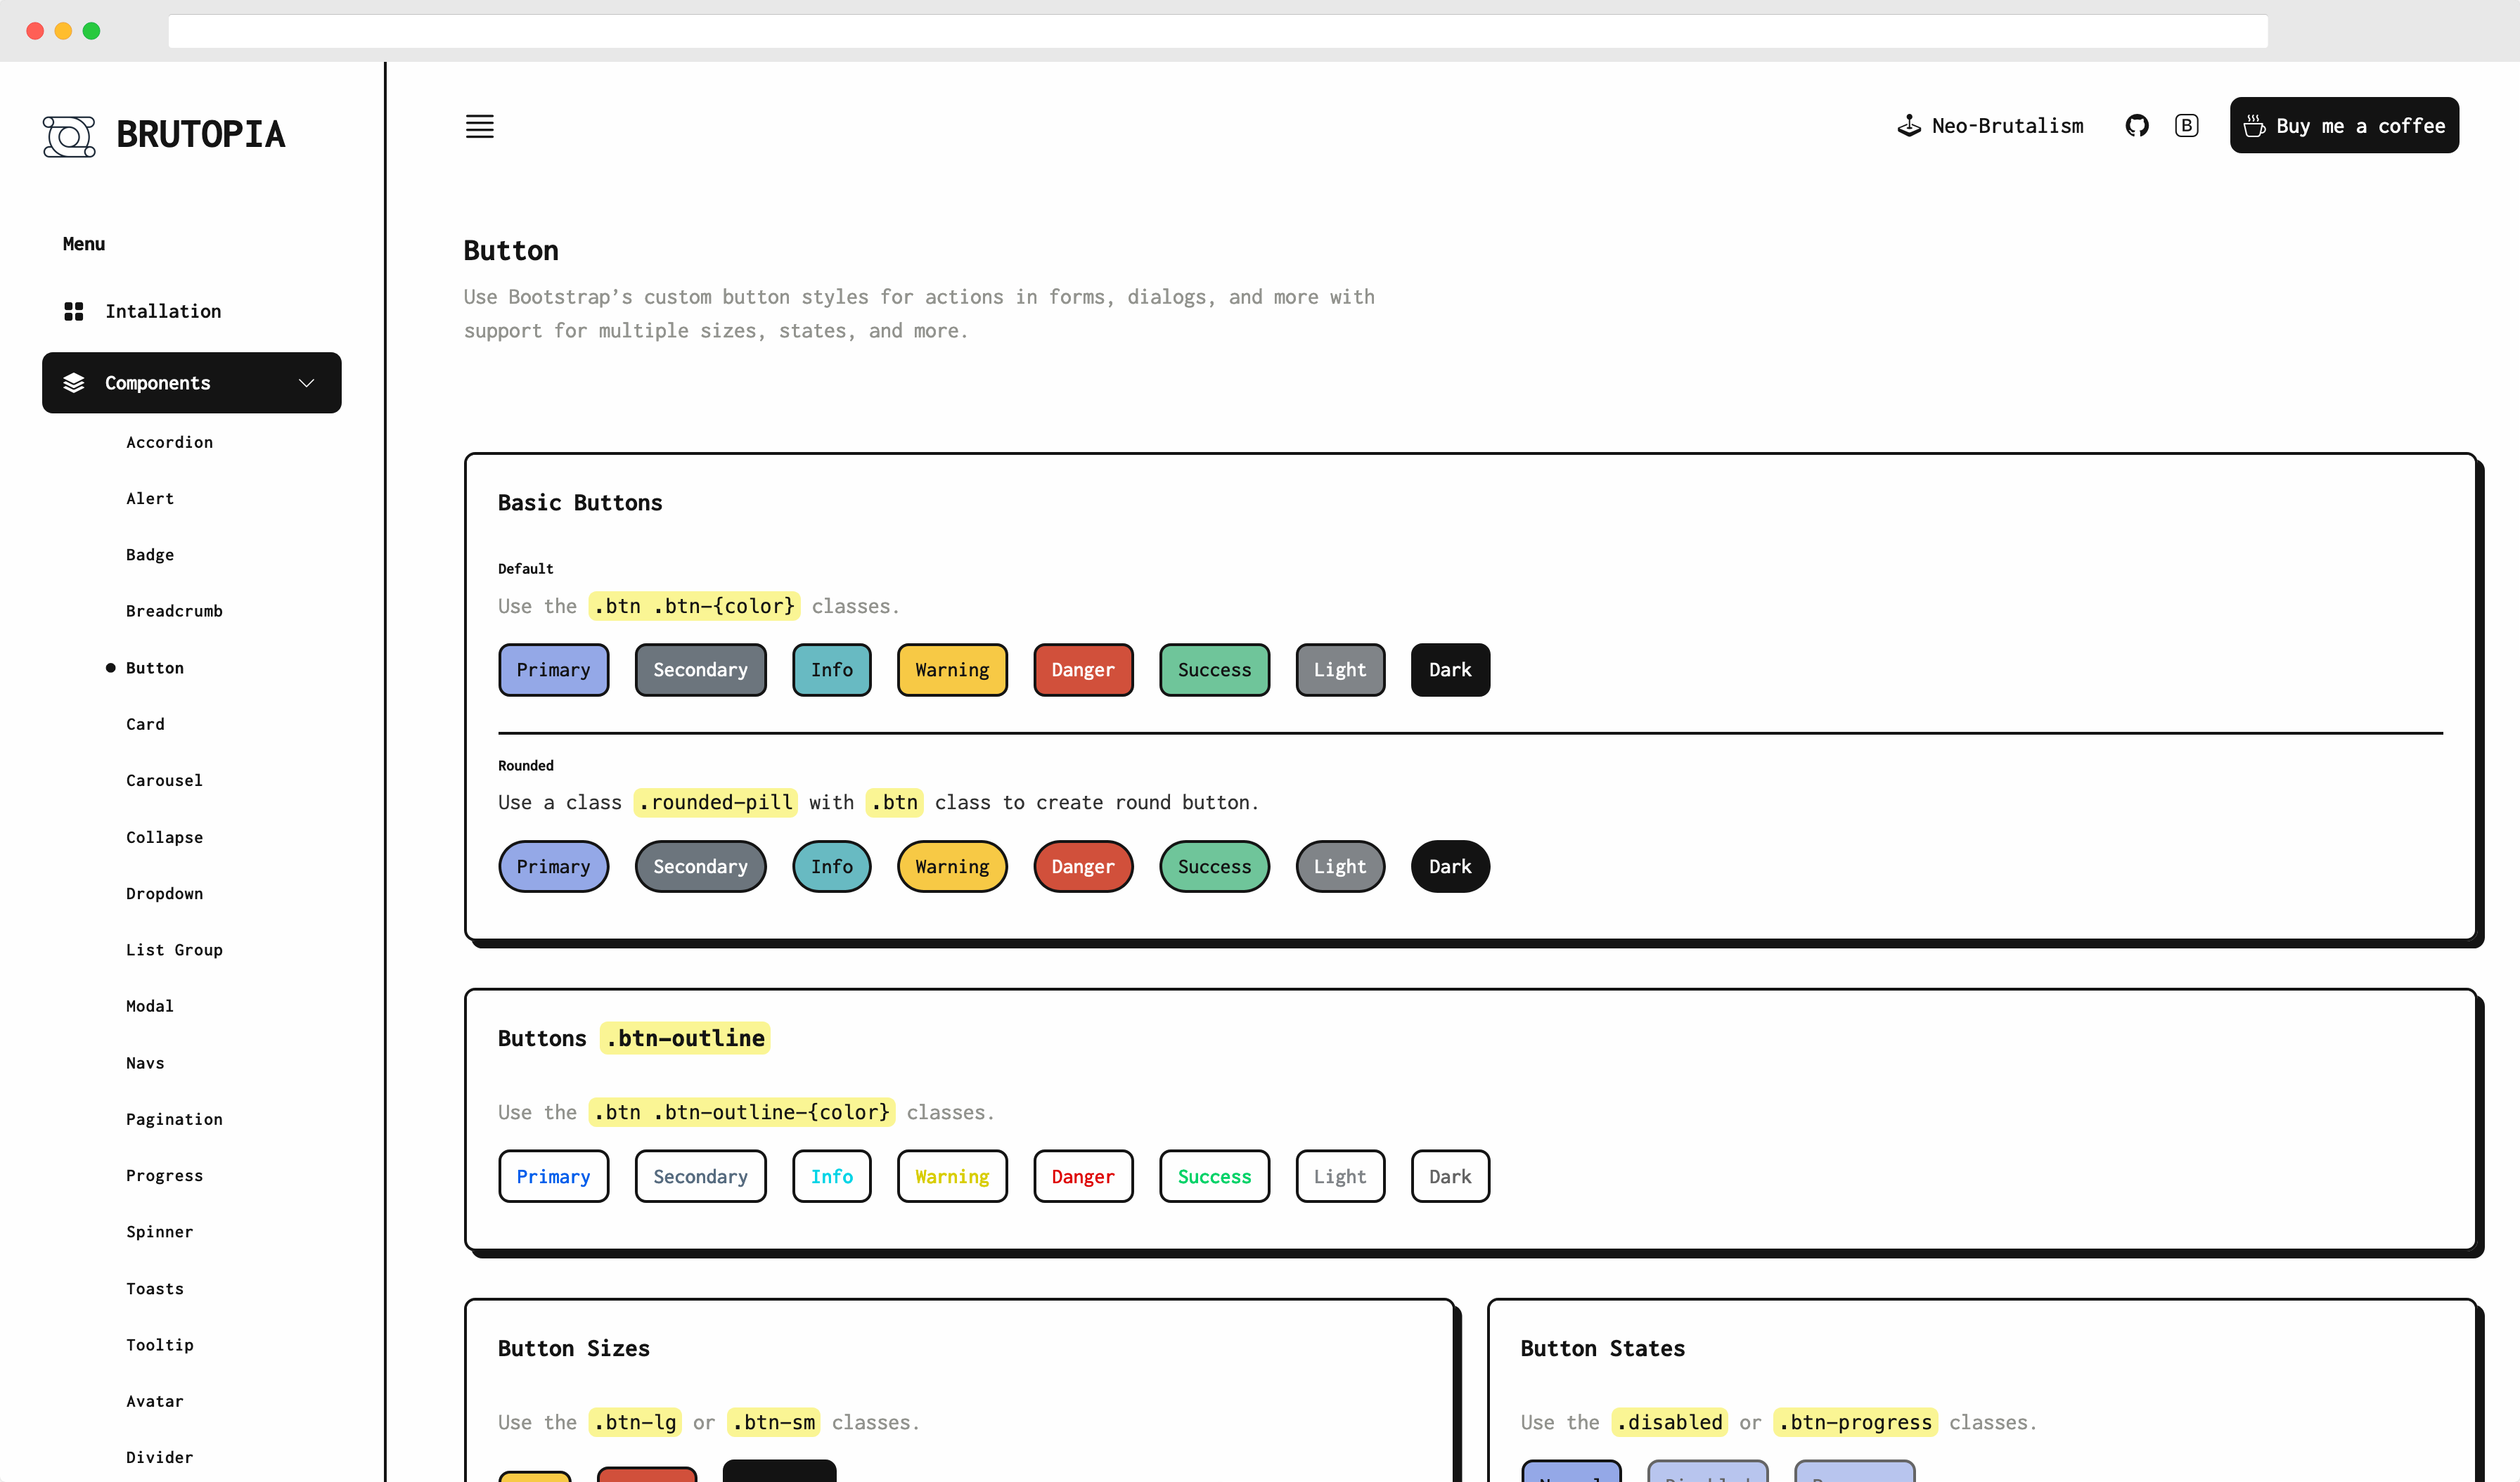 BRUTOPIA
Neo-Brutalism
B
Buy me a coffee
Menu
Intallation
Components
Accordion
Alert
Badge
Breadcrumb
Button
Card
Carousel
Collapse
Dropdown
List Group
Modal
Navs
Pagination
Progress
Spinner
Toasts
Tooltip
Avatar
Divider
Button
Use Bootstrap’s custom button styles for actions in forms, dialogs, and more with
support for multiple sizes, states, and more.
Basic Buttons
Default
Use the .btn .btn-{color} classes.
Primary Secondary Info Warning Danger Success Light Dark
Rounded
Use a class .rounded-pill with .btn class to create round button.
Primary Secondary Info Warning Danger Success Light Dark
Buttons .btn-outline
Use the .btn .btn-outline-{color} classes.
Primary Secondary Info Warning Danger Success Light Dark
Button Sizes
Use the .btn-lg or .btn-sm classes.
Button States
Use the .disabled or .btn-progress classes.